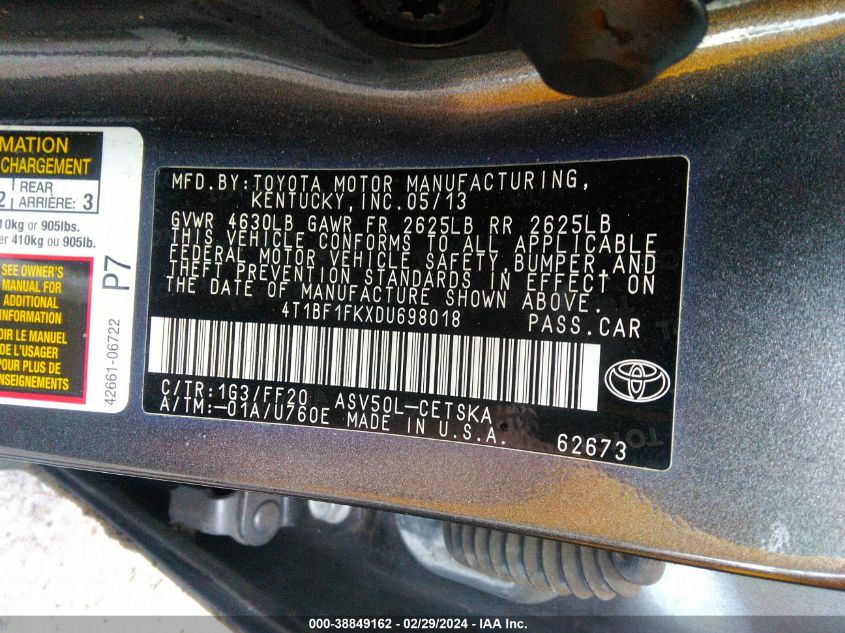 MATION
CHARGEMENT
2 REAR ARRIÈRE: 3
10kg or 905lbs.
er 410kg ou 905lb.
SEE OWNER'S
MANUAL FOR
ADDITIONAL
INFORMATION
OIR LE MANUEL
DE L'USAGER
POUR PLUS DE
ENSEIGNEMENTS
P7
42661-06722
MFD.BY:TOYOTA MOTOR MANUFACTURING,
KENTUCKY,INC.05/13
GVWR 4630LB GAWR FR 2625LB RR 2625LB
THIS VEHICLE CONFORMS TO ALL APPLICABLE
FEDERAL MOTOR VEHICLE SAFETY,BUMPER,AND
THEFT PREVENTION STANDARDS IN EFFECT ON
THE DATE OF MANUFACTURE SHOWN ABOVE.
4T1BF1FKXDU698018 PASS.CAR
C/TR:1G3/FF20 ASV50L-CETSKA
A/TM:-01A/U760E MADE IN U.S.A. 62673
000-38849162 - 02/29/2024 - IAA Inc.